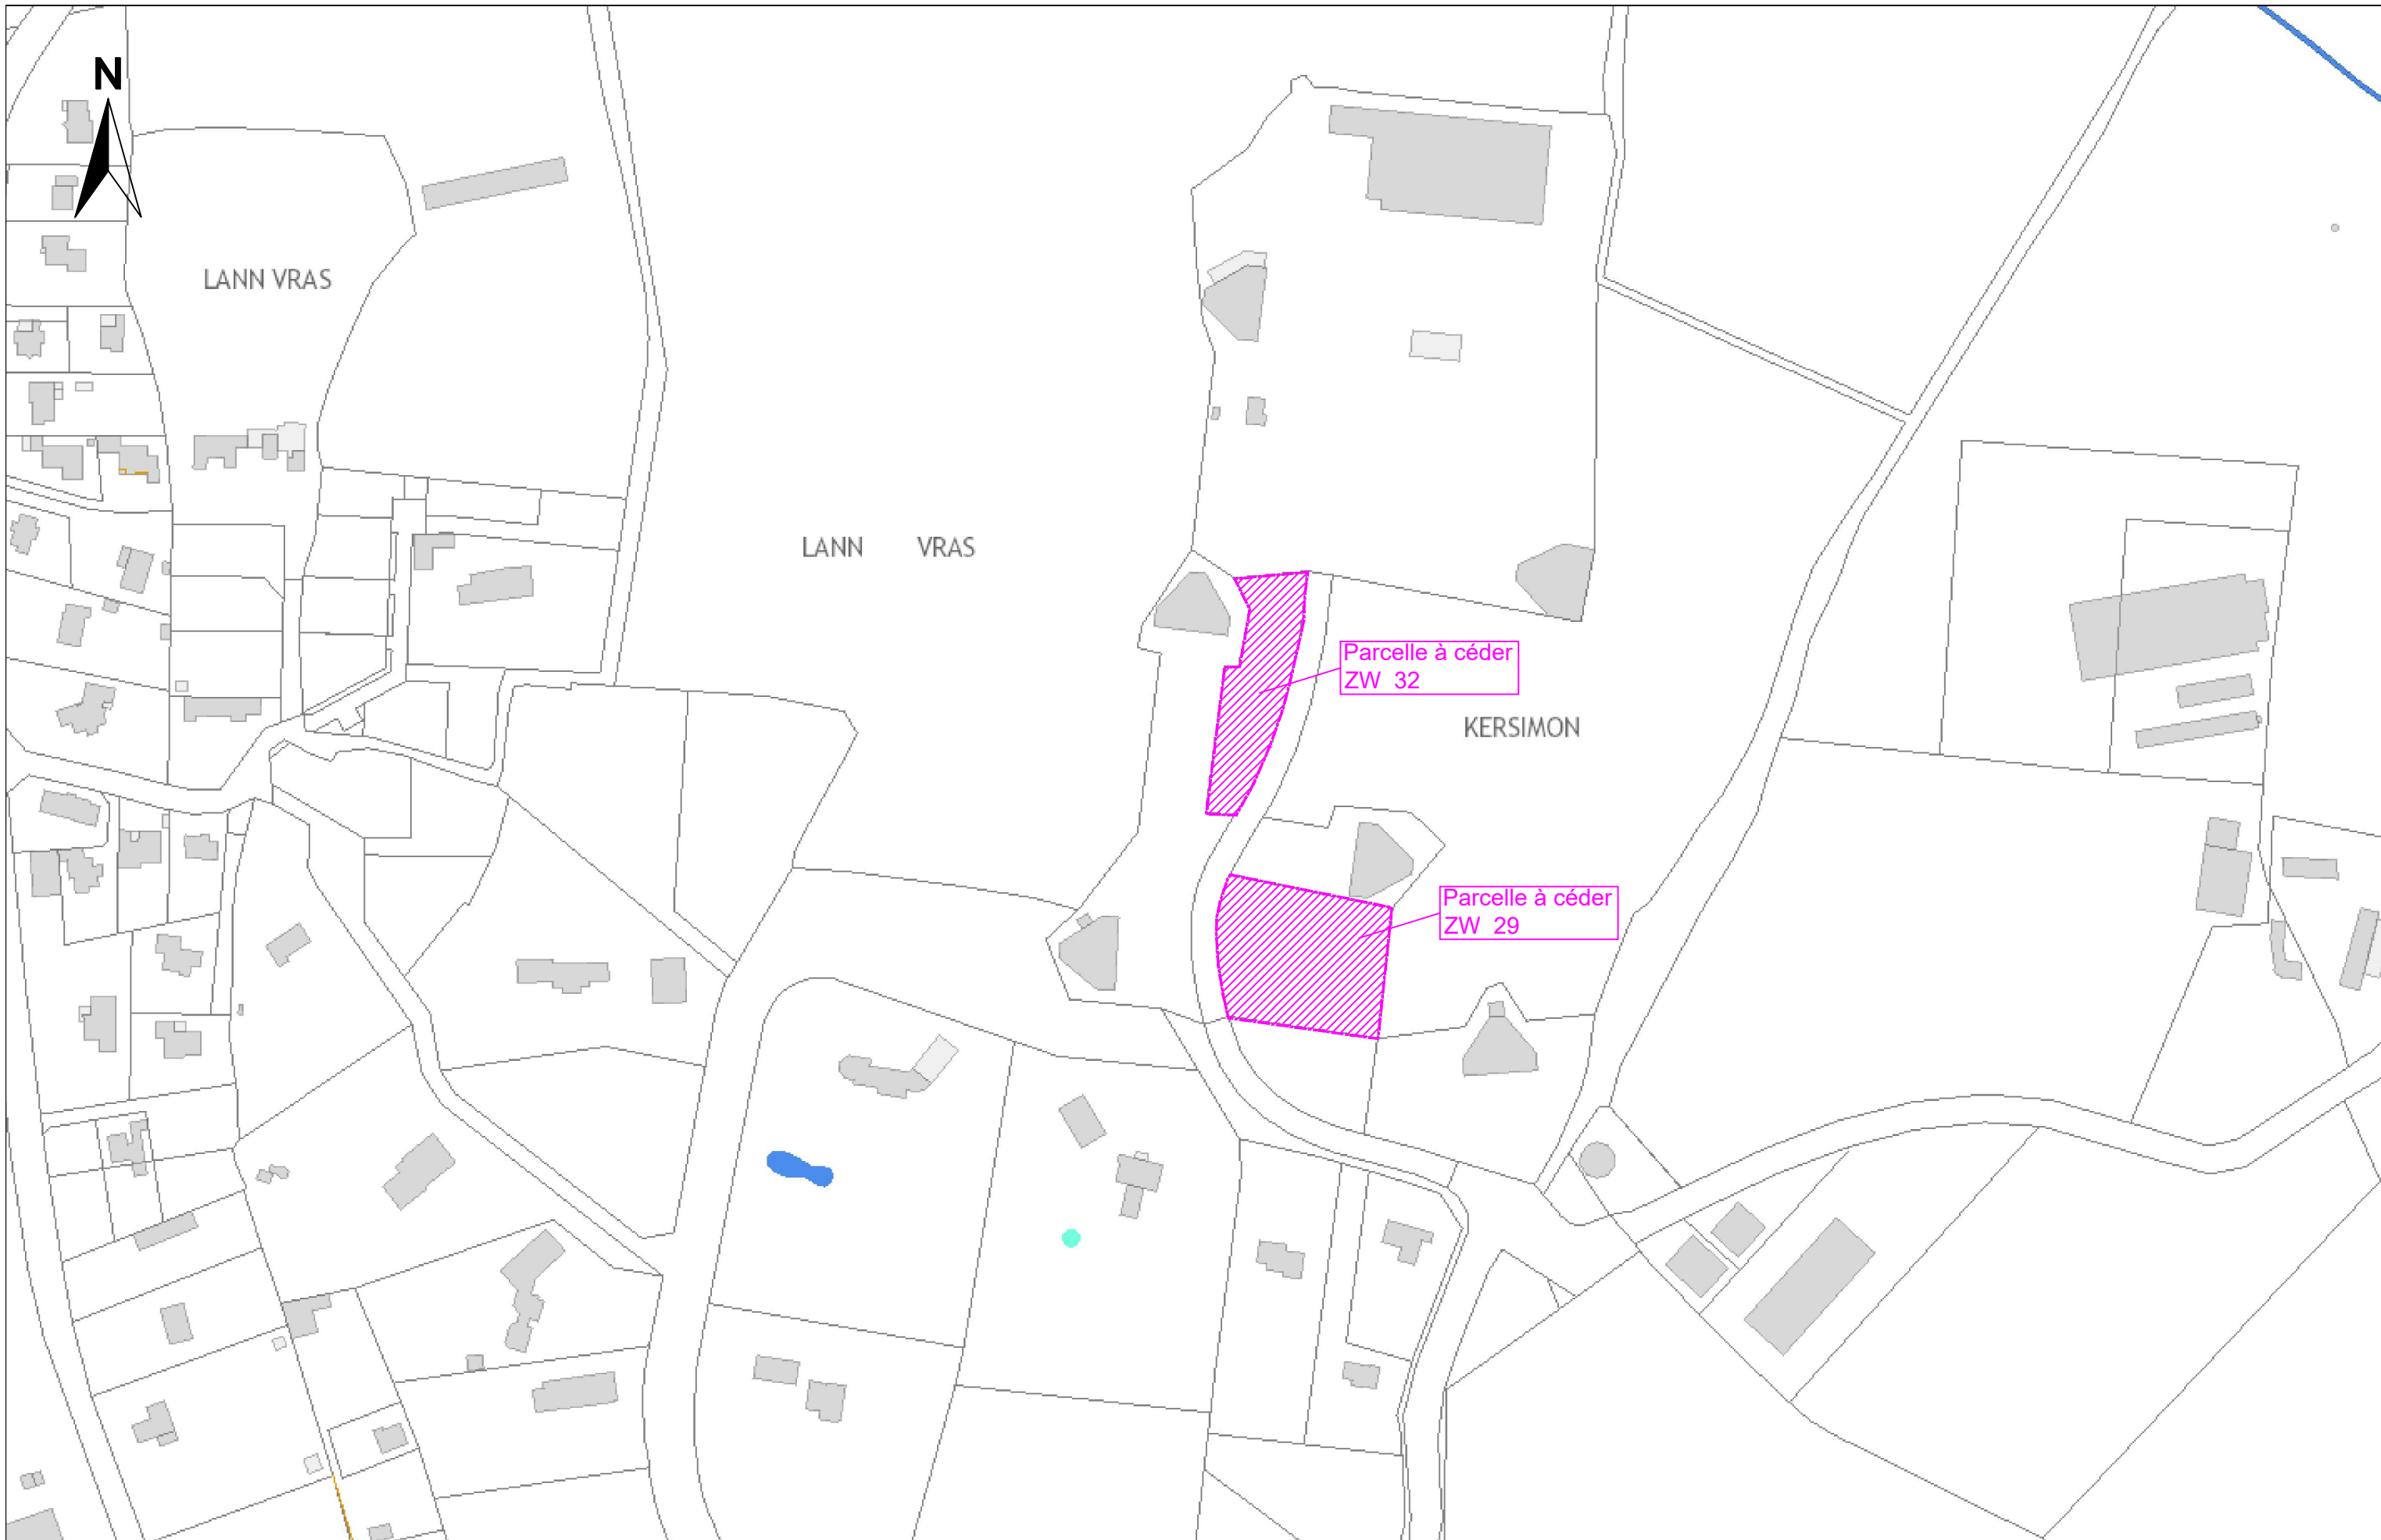 N
LANN VRAS
LANN VRAS
Parcelle à céder
ZW 32
KERSIMON
Parcelle à céder
ZW 29